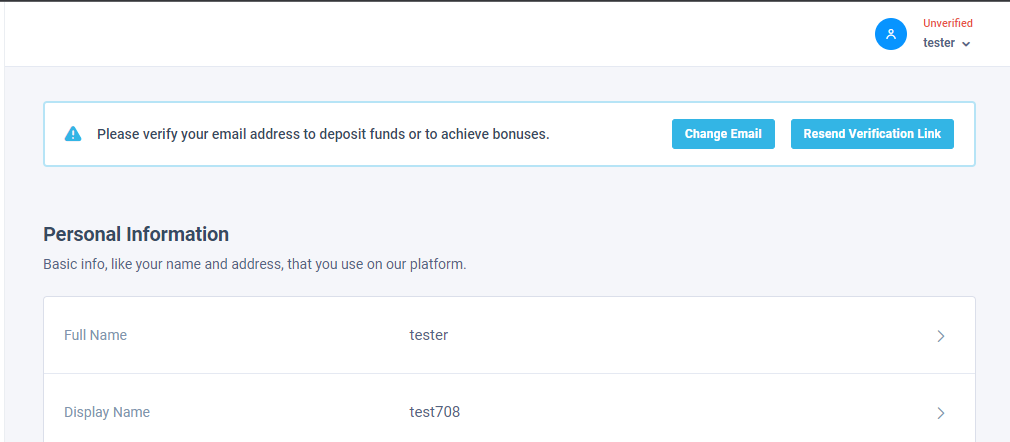 Unverified
tester
Please verify your email address to deposit funds or to achieve bonuses.
Change Email
Resend Verification Link
Personal Information
Basic info, like your name and address, that you use on our platform.
Full Name tester
Display Name test708